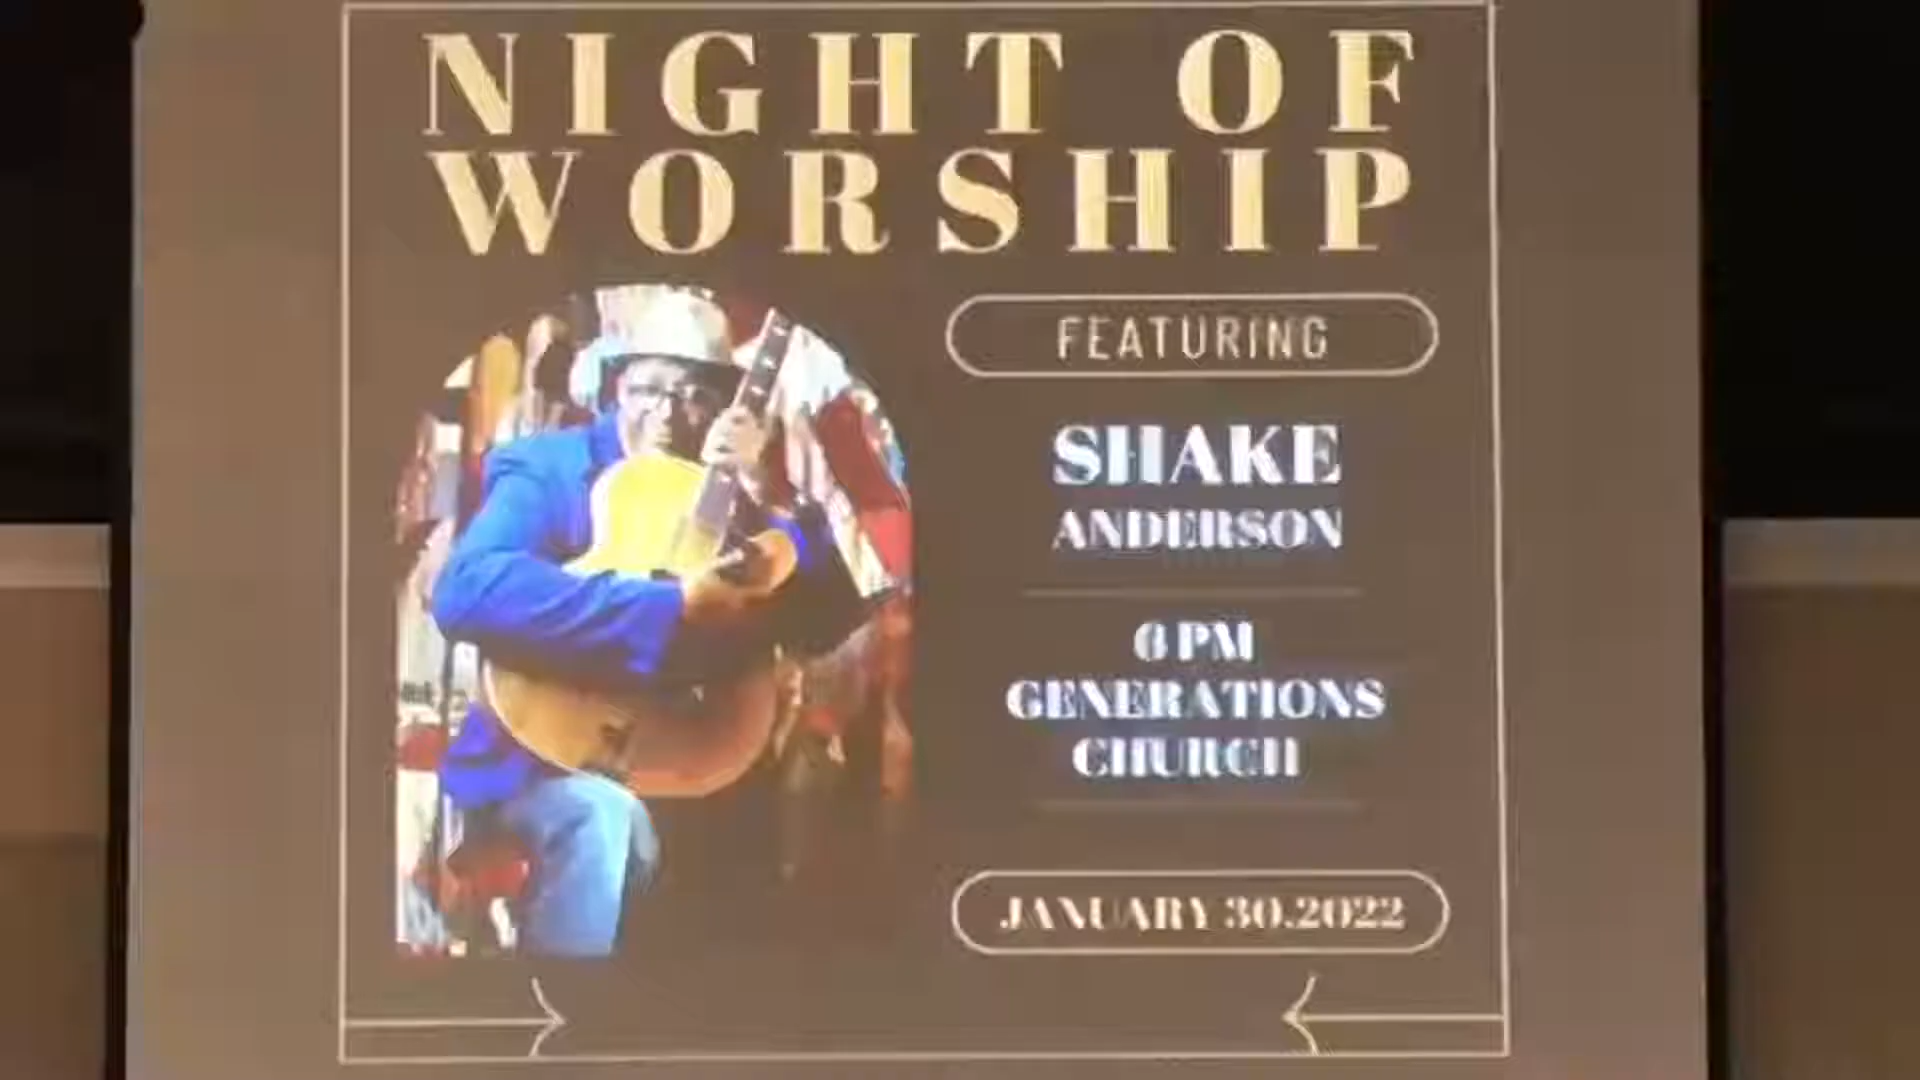 NIGHT OF
WORSHIP
FEATURING
SHAKE
ANDERSON
6 PM
GENERATIONS
CHURCH
JANUARY 30.2022